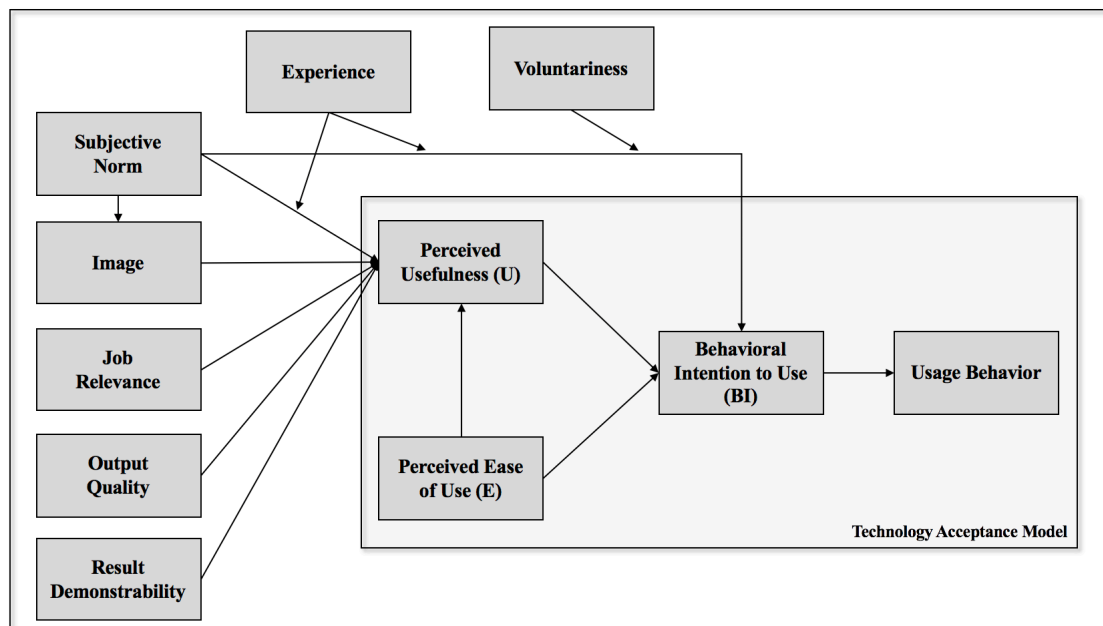 Experience
Voluntariness
Subjective
Norm
Image
Job
Relevance
Output
Quality
Result
Demonstrability
Perceived
Usefulness (U)
Perceived Ease
of Use (E)
Behavioral
Intention to Use
(BI)
Usage Behavior
Technology Acceptance Model